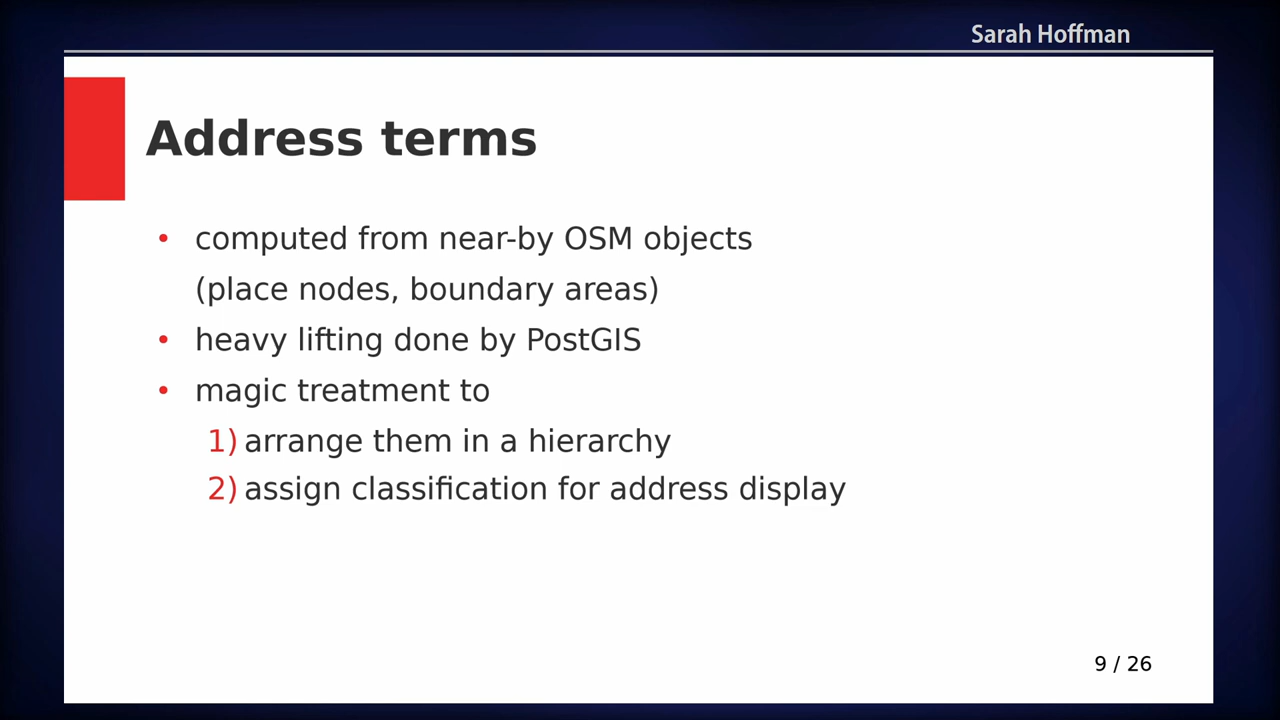 Sarah Hoffman
Address terms
• computed from near-by OSM objects
(place nodes, boundary areas)
• heavy lifting done by PostGIS
• magic treatment to
1) arrange them in a hierarchy
2) assign classification for address display
9 / 26